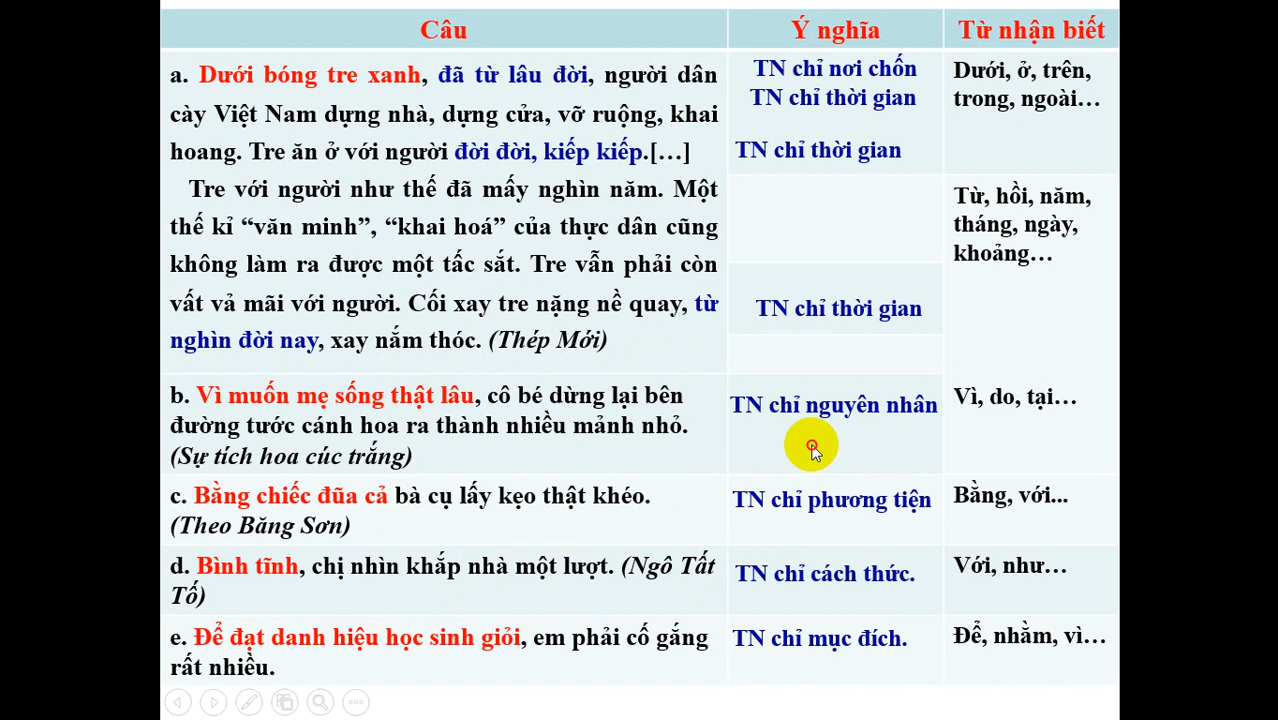 Câu
Ý nghĩa
Từ nhận biết
a. Dưới bóng tre xanh, đã từ lâu đời, người dân
cày Việt Nam dựng nhà, dựng cửa, vỡ ruộng, khai
hoang. Tre ăn ở với người đời đời, kiếp kiếp.[…]
Tre với người như thế đã mấy nghìn năm. Một
thế kỉ “văn minh”, “khai hoá” của thực dân cũng
không làm ra được một tấc sắt. Tre vẫn phải còn
vất vả mãi với người. Cối xay tre nặng nề quay, từ
nghìn đời nay, xay nắm thóc. (Thép Mới)
TN chỉ nơi chốn
TN chỉ thời gian
TN chỉ thời gian
TN chỉ thời gian
Dưới, ở, trên,
trong, ngoài…
Từ, hồi, năm,
tháng, ngày,
khoảng…
b. Vì muốn mẹ sống thật lâu, cô bé dừng lại bên
đường tước cánh hoa ra thành nhiều mảnh nhỏ.
(Sự tích hoa cúc trắng)
TN chỉ nguyên nhân
Vì, do, tại…
c. Bằng chiếc đũa cả bà cụ lấy kẹo thật khéo.
(Theo Băng Sơn)
TN chỉ phương tiện
Bằng, với...
d. Bình tĩnh, chị nhìn khắp nhà một lượt. (Ngô Tất
Tố)
TN chỉ cách thức.
Với, như…
e. Để đạt danh hiệu học sinh giỏi, em phải cố gắng
rất nhiều.
TN chỉ mục đích.
Để, nhằm, vì…